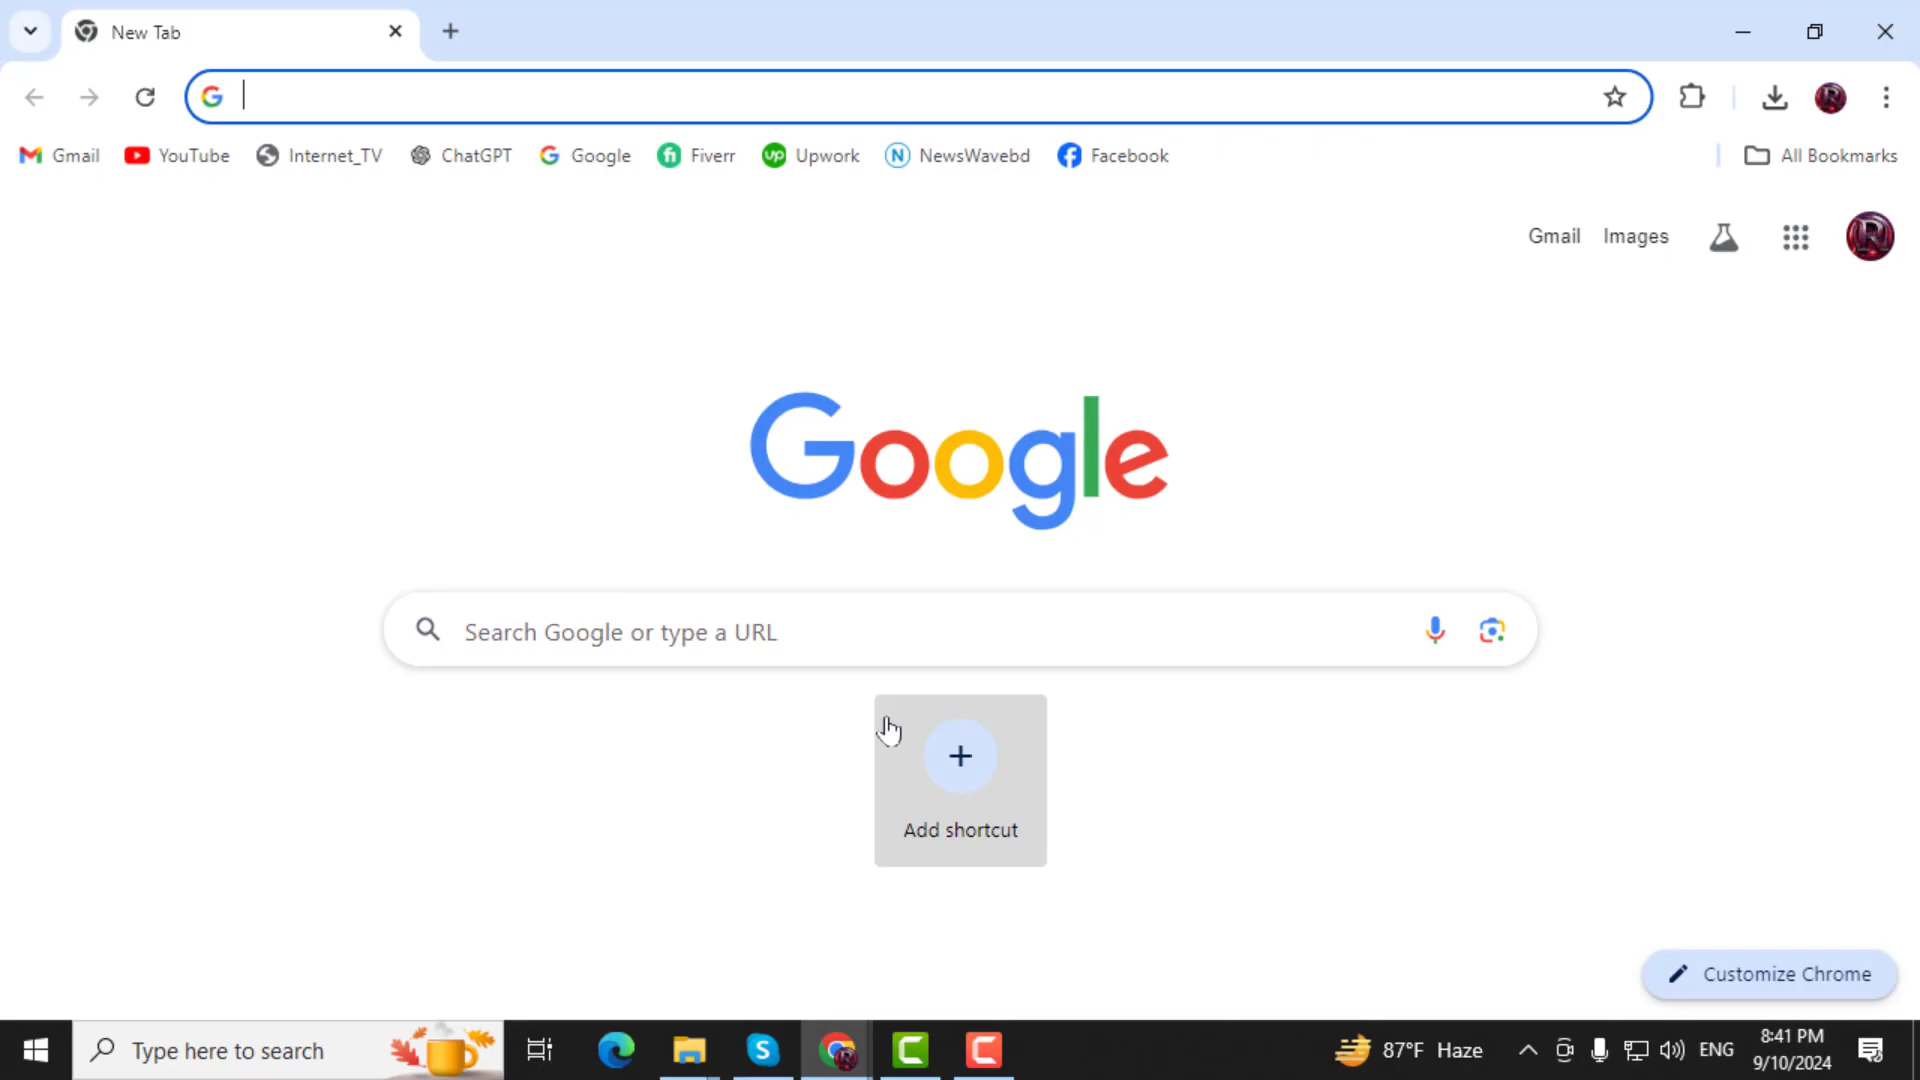 New Tab
Gmail YouTube Internet_TV ChatGPT Google Fiverr Upwork NewsWavebd Facebook All Bookmarks
Gmail Images
Google
Search Google or type a URL
Add shortcut
Customize Chrome
Type here to search
87°F Haze
ENG
8:41 PM
9/10/2024